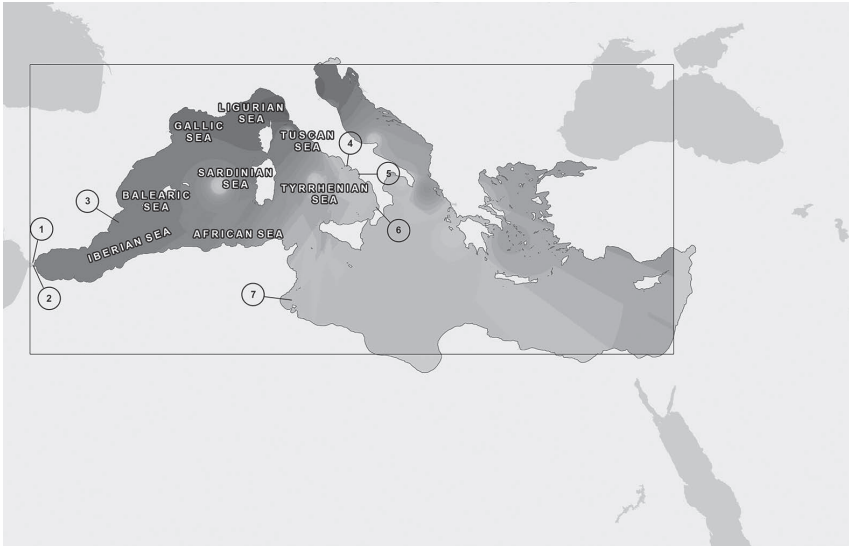 LIGURIAN
SEA
GALLIC
SEA
TUSCAN
SEA
4
SARDINIAN
SEA
5
TYRRHENIAN
SEA
BALEARIC
SEA
3
1
IBERIAN SEA
AFRICAN SEA
6
2
7